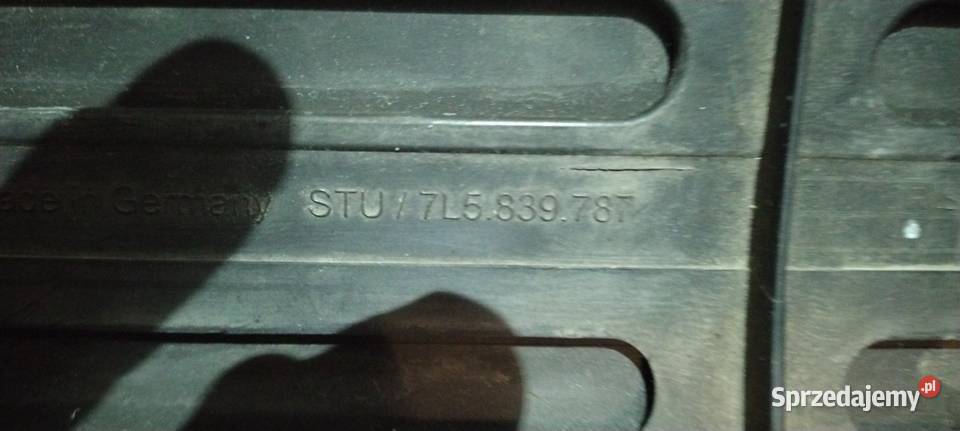 Germany STU / 7L5.839.787
Sprzedajemy.pl